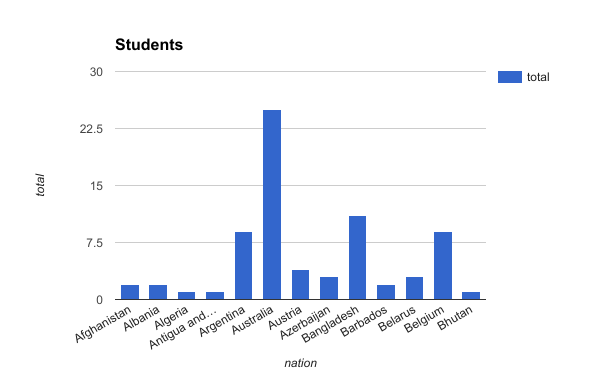 Students
30
22.5
15
7.5
0
total
total
Afghanistan
Albania
Algeria
Antigua and…
Argentina
Australia
Austria
Azerbaijan
Bangladesh
Barbados
Belarus
Belgium
Bhutan
nation